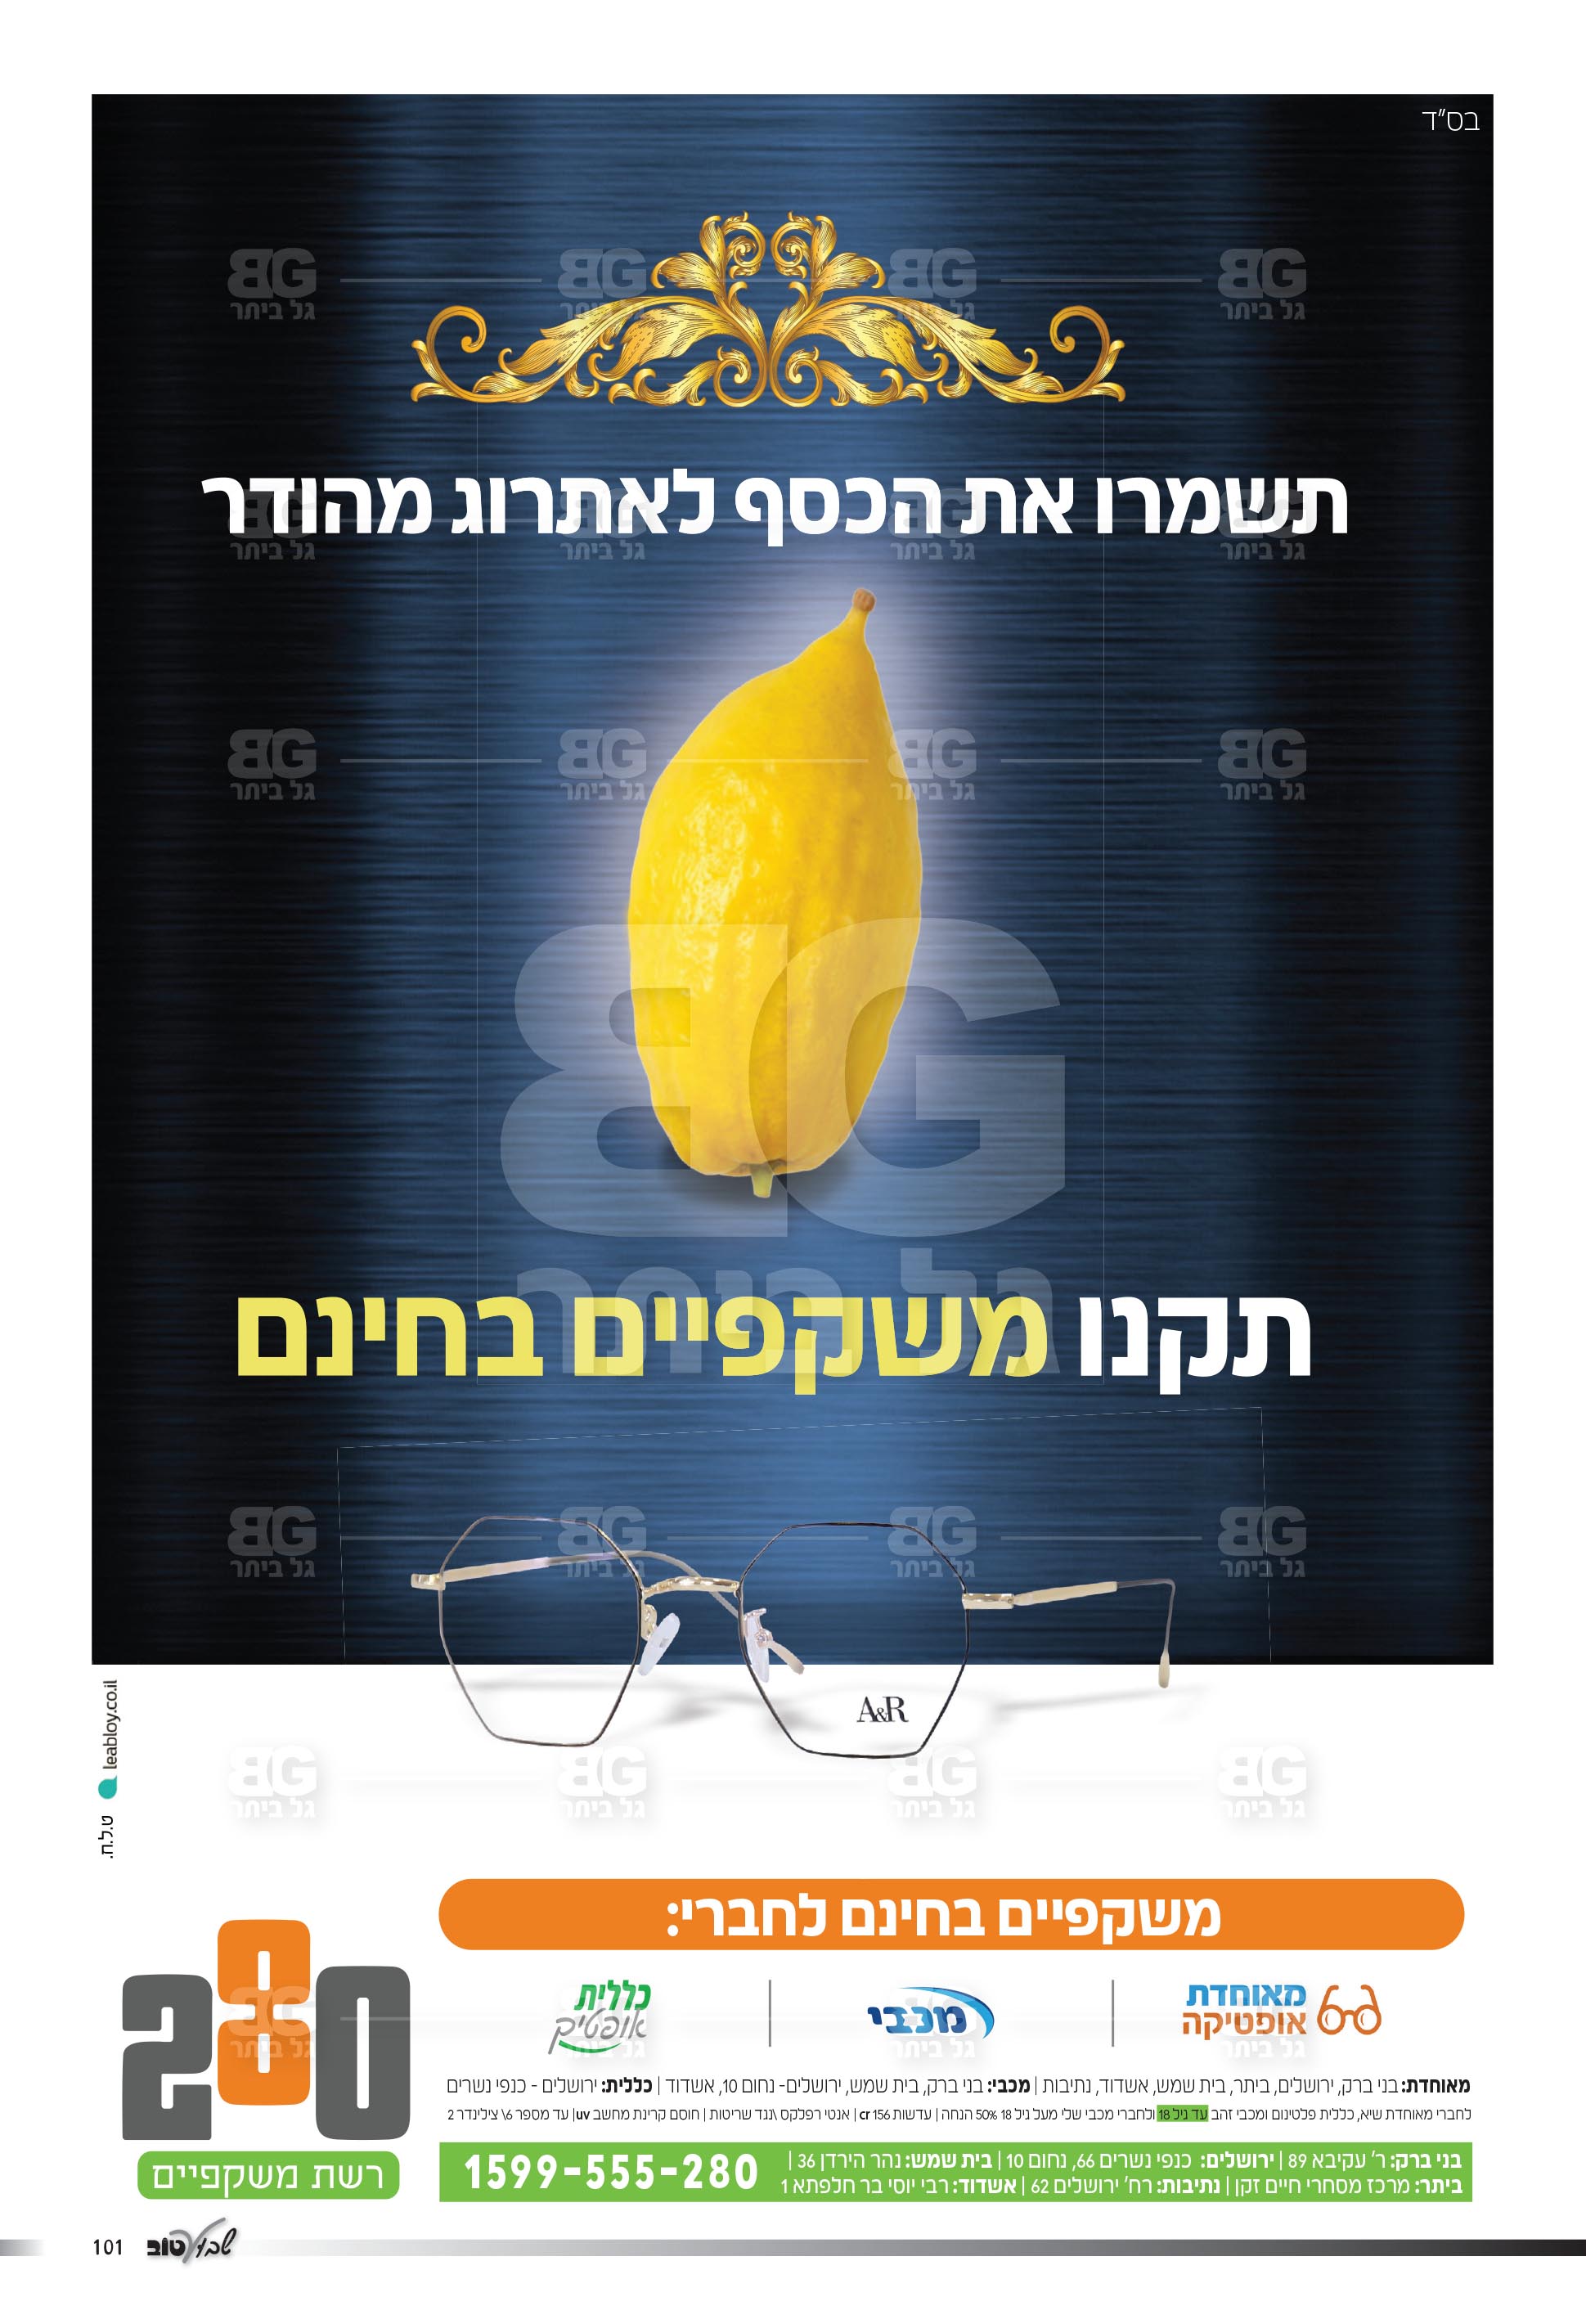 בס"ד
תשמרו את הכסף לאתרוג מהודר
תקנו משקפיים בחינם
A&R
leabloy.co.il
ט.ל.ח.
משקפיים בחינם לחברי:
מאוחדת אופטיקה
מכבי
כללית אופטיק
מאוחדת: בני ברק, ירושלים, ביתר, בית שמש, אשדוד, נתיבות | מכבי: בני ברק, בית שמש, ירושלים- נחום 10, אשדוד | כללית: ירושלים - כנפי נשרים
לחברי מאוחדת שיא, כללית פלטינום ומכבי זהב עד גיל 18 ולחברי מכבי שלי מעל גיל 18 50% הנחה | עדשות 156 cr | אנטי רפלקס \נגד שריטות | חוסם קרינת מחשב uv| עד מספר 6\ צילינדר 2
בני ברק: ר' עקיבא 89 | ירושלים: כנפי נשרים 66, נחום 10 | בית שמש: נהר הירדן 36 |
ביתר: מרכז מסחרי חיים זקן | נתיבות: רח' ירושלים 62 | אשדוד: רבי יוסי בר חלפתא 1
1599-555-280
280
רשת משקפיים
101 שבוע טוב
BG
גל ביתר